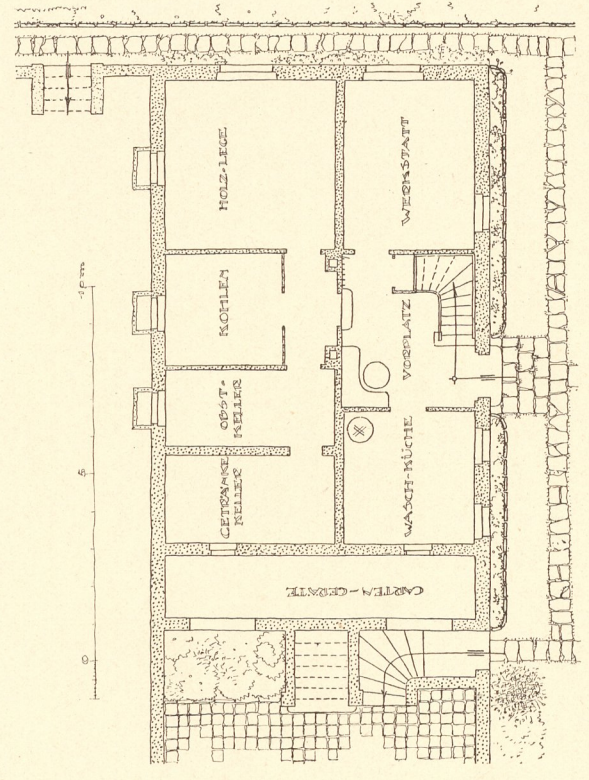 HOLZ-LEGE
WERKSTATT
KOHLEN
VORPLATZ
OBST-
KELLER
GETRÄNKE
KELLER
WASCH-KÜCHE
GARTEN-GERÄTE
10 m
5
0